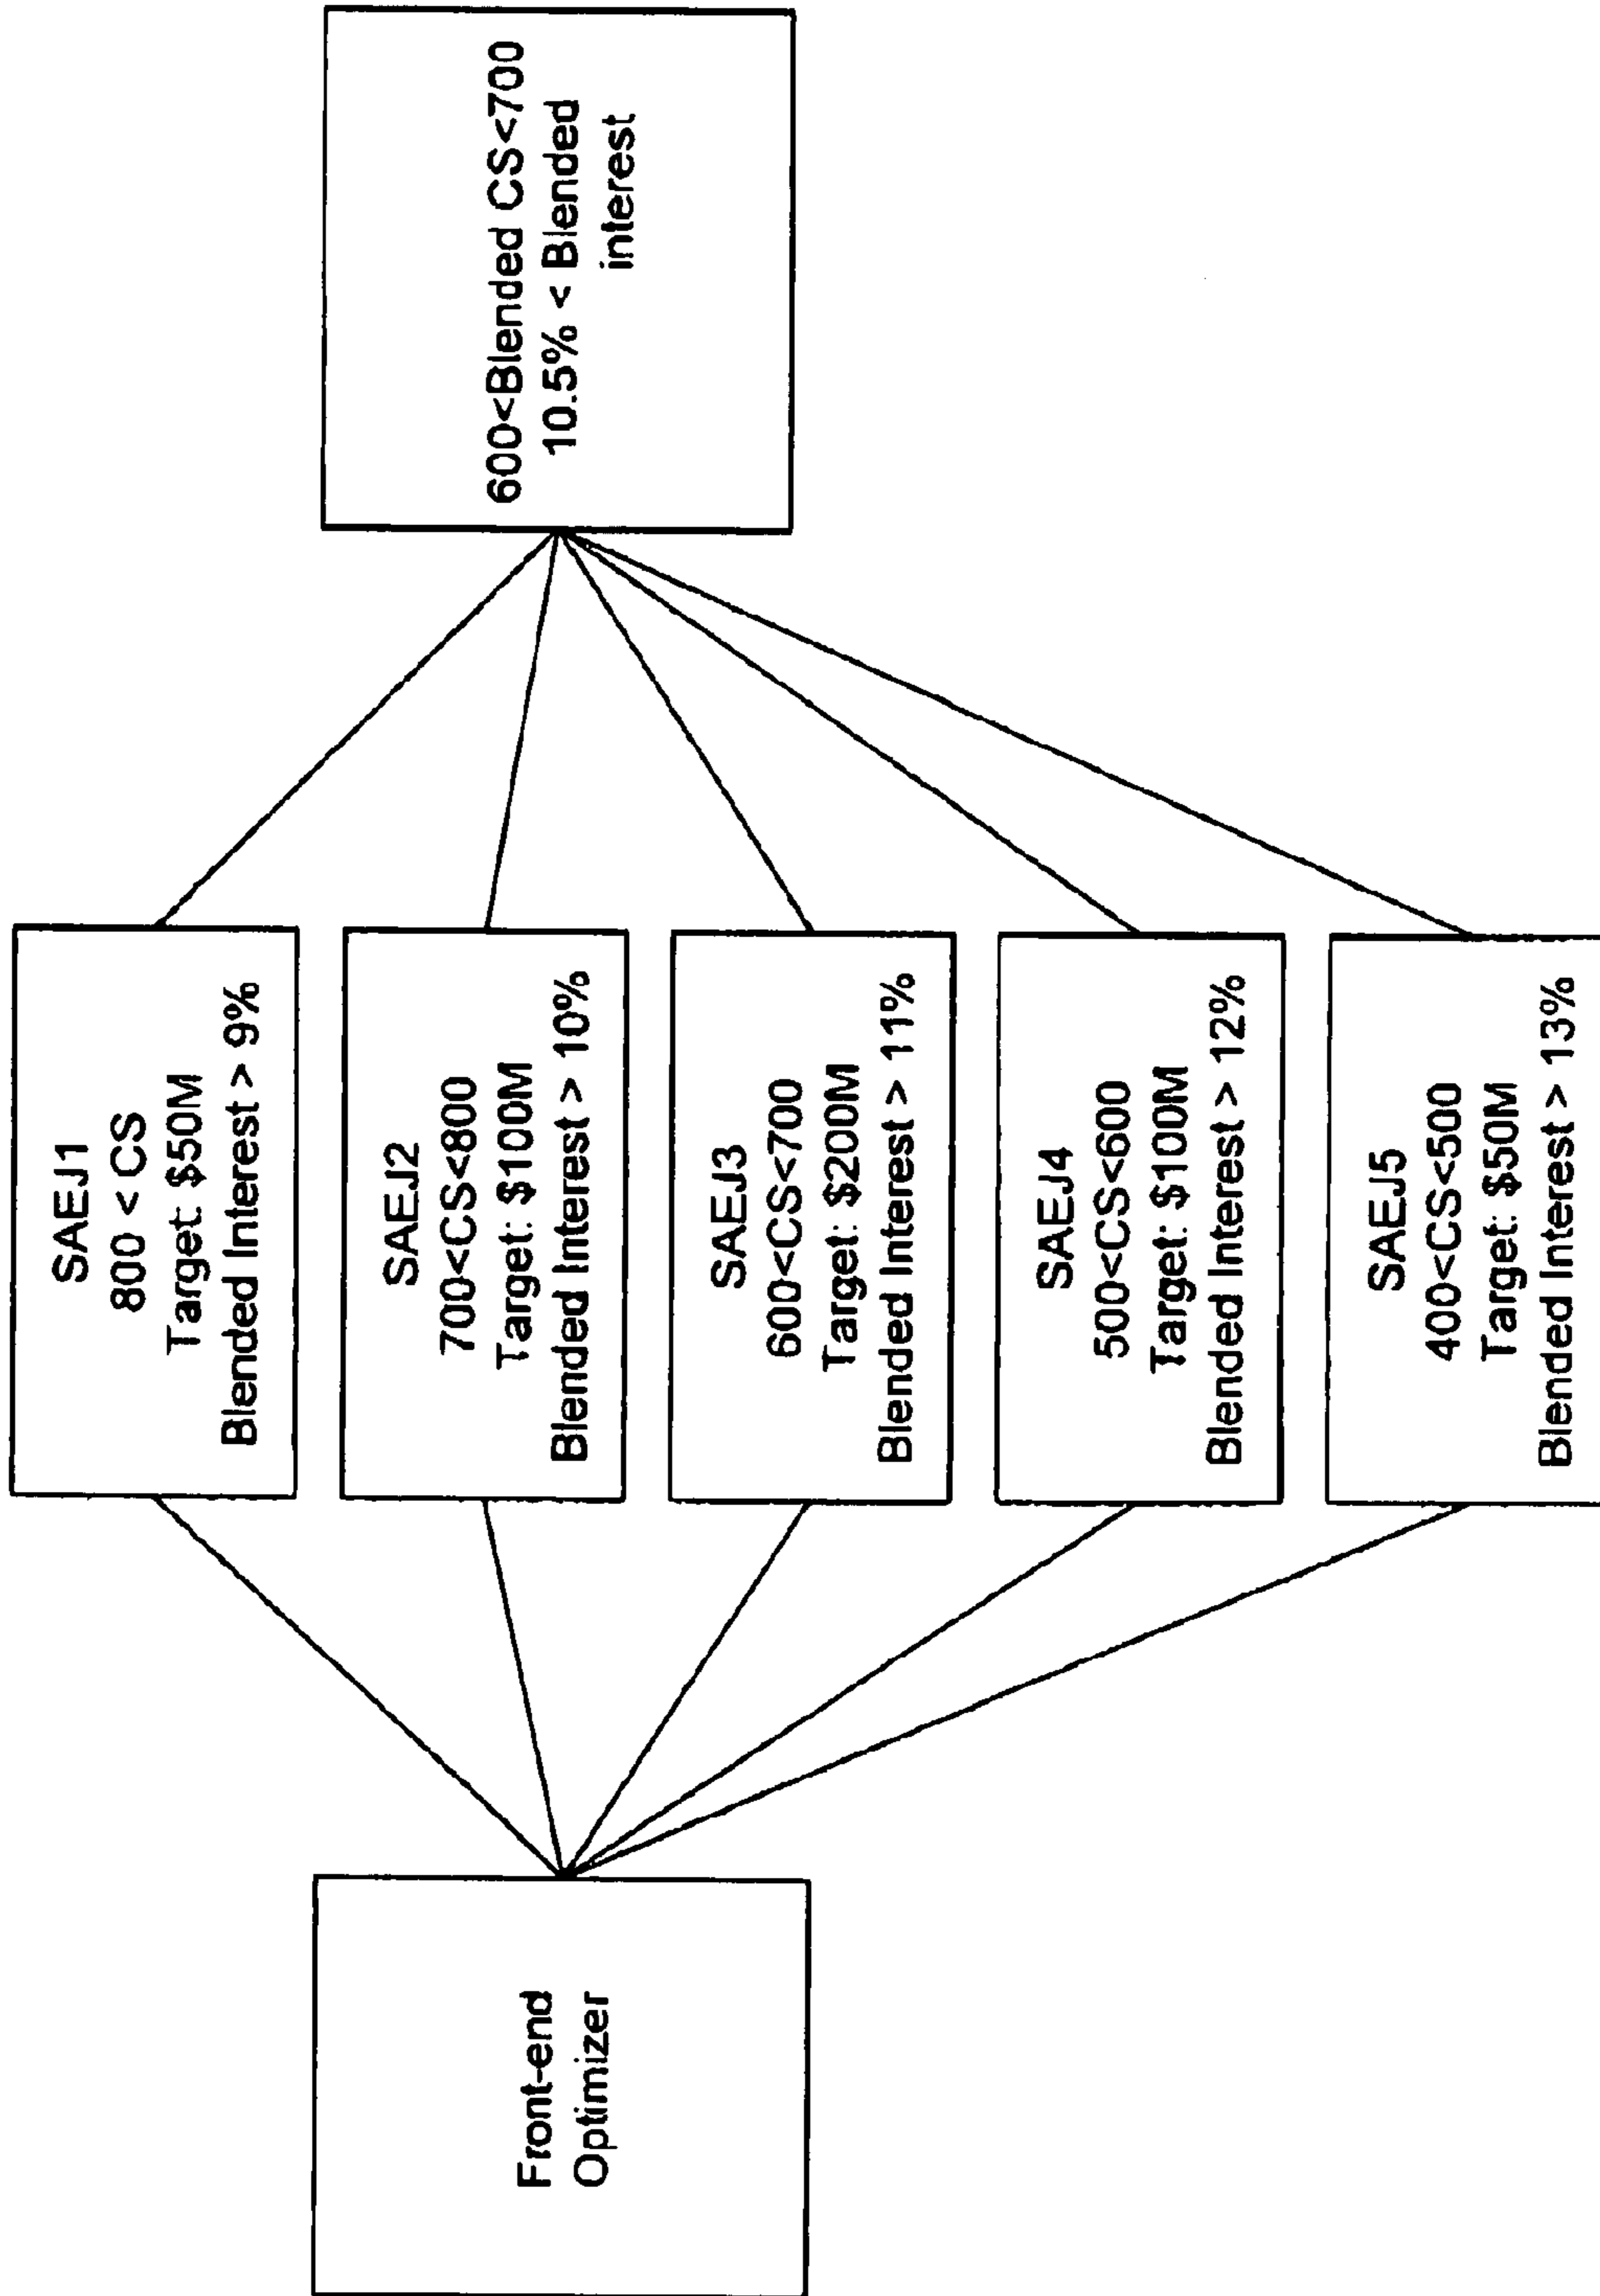 Front-end
Optimizer
SAEJ1
800 < CS
Target: $50M
Blended Interest > 9%
SAEJ2
700<CS<800
Target: $100M
Blended Interest > 10%
SAEJ3
600<CS<700
Target: $200M
Blended Interest > 11%
SAEJ4
500<CS<600
Target: $100M
Blended Interest > 12%
SAEJ5
400<CS<500
Target: $50M
Blended Interest > 13%
600<Blended CS<700
10.5% < Blended
interest